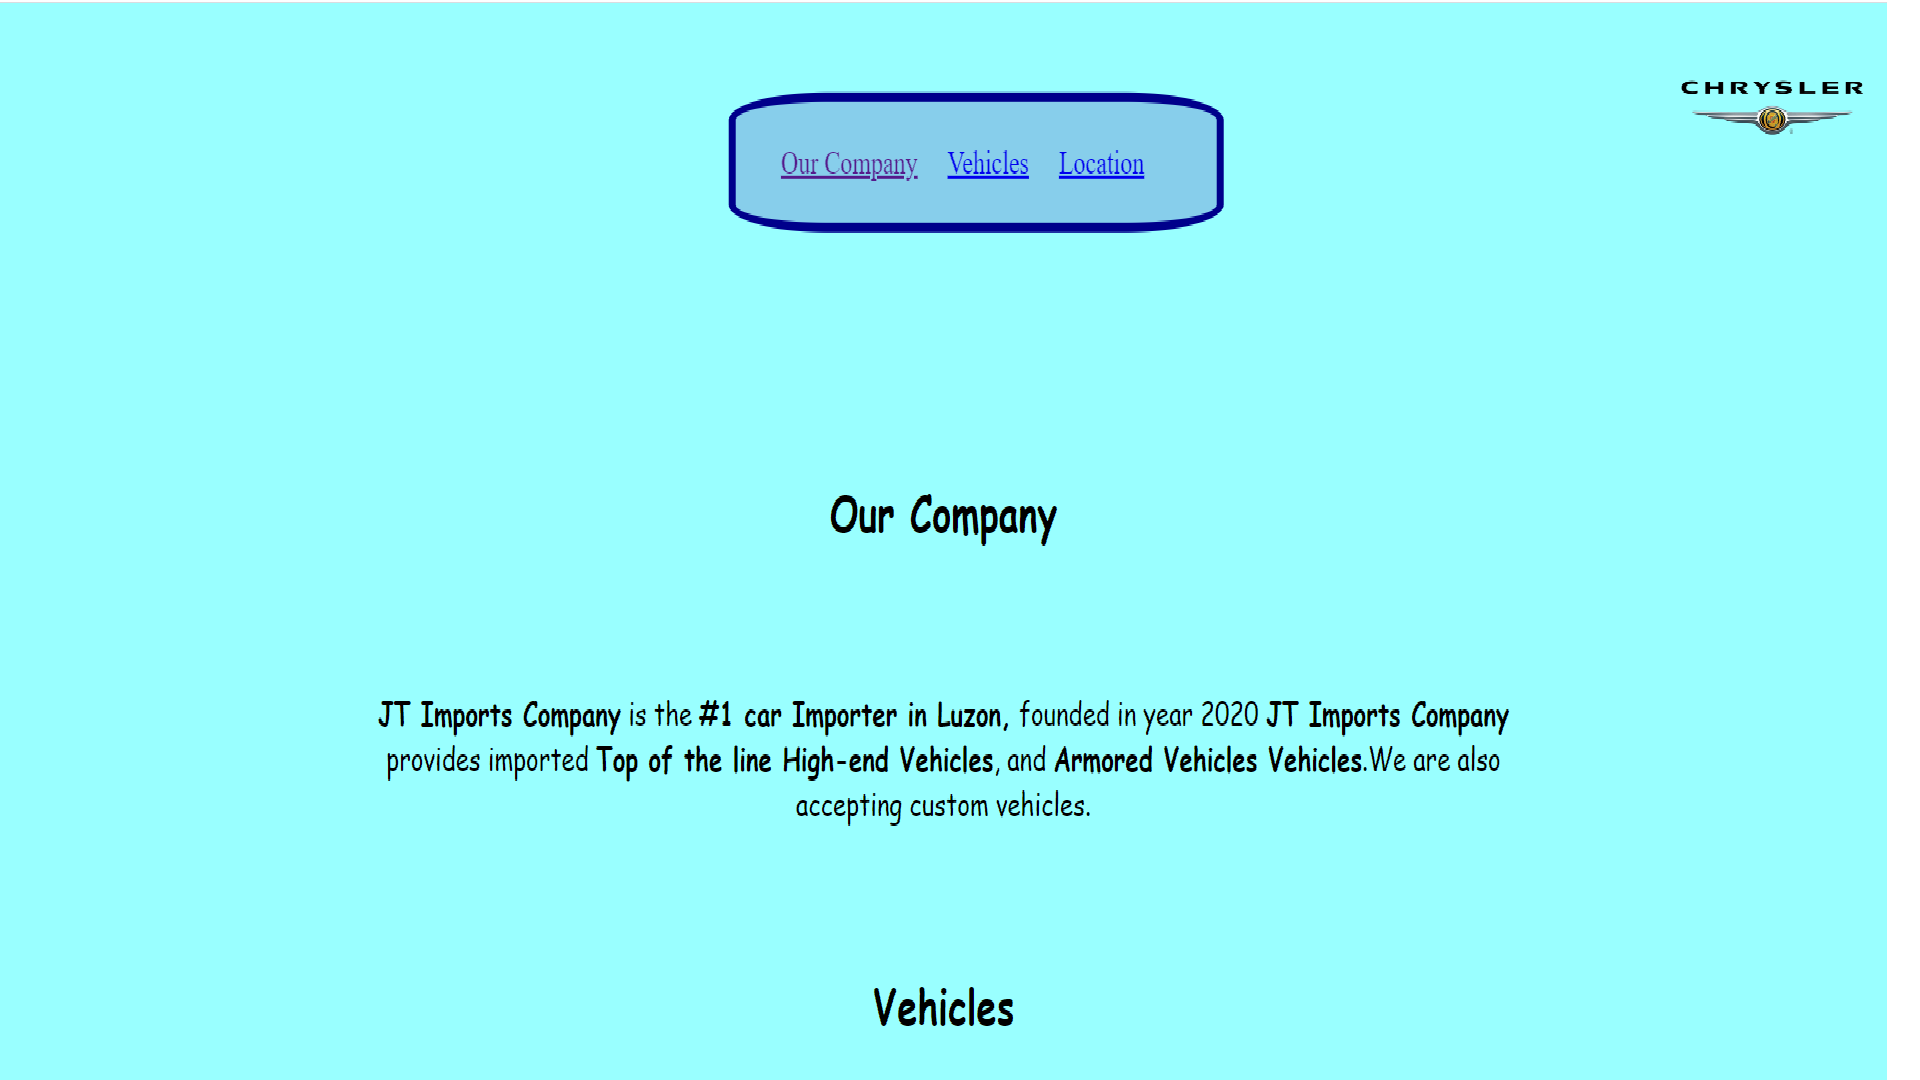 CHRYSLER
Our Company Vehicles Location
Our Company
JT Imports Company is the #1 car Importer in Luzon, founded in year 2020 JT Imports Company
provides imported Top of the line High-end Vehicles, and Armored Vehicles Vehicles.We are also
accepting custom vehicles.
Vehicles